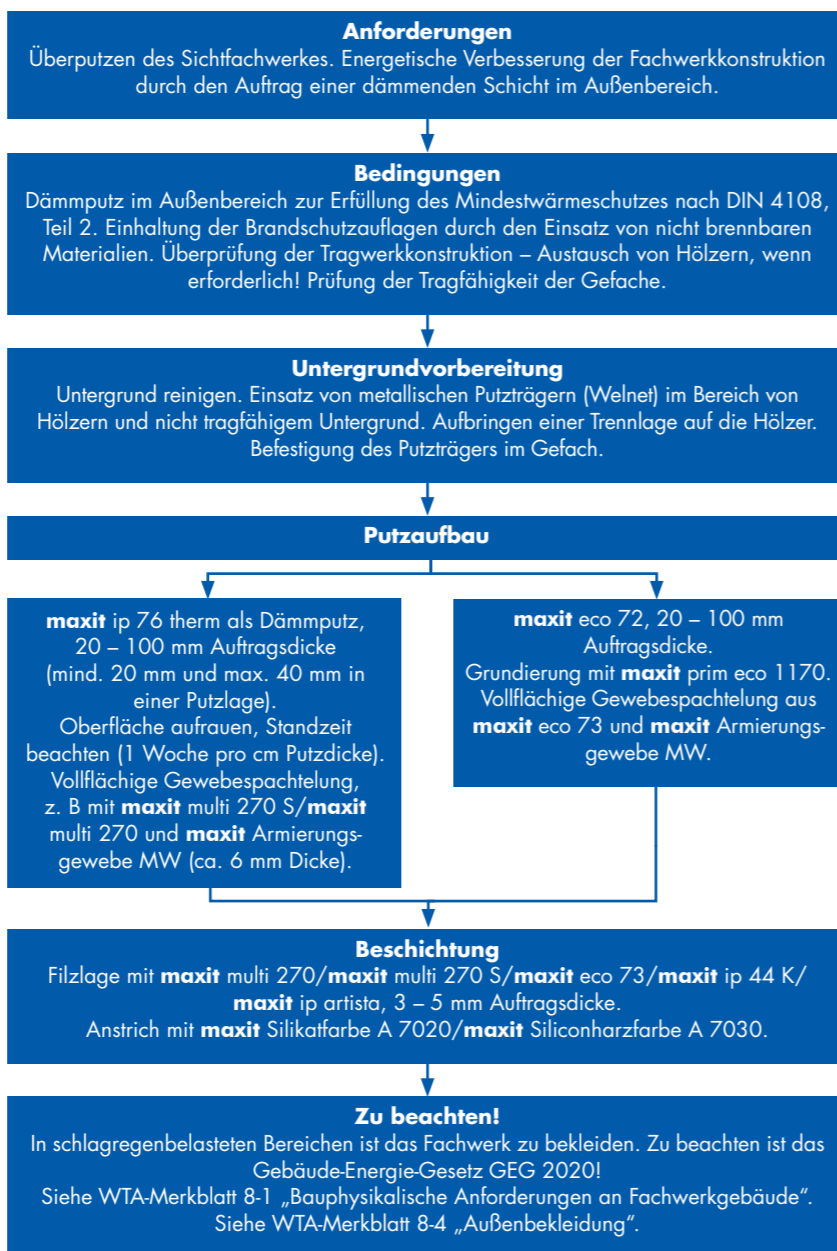 Anforderungen
Überputzen des Sichtfachwerkes. Energetische Verbesserung der Fachwerkkonstruktion
durch den Auftrag einer dämmenden Schicht im Außenbereich.
Bedingungen
Dämmputz im Außenbereich zur Erfüllung des Mindestwärmeschutzes nach DIN 4108,
Teil 2. Einhaltung der Brandschutzauflagen durch den Einsatz von nicht brennbaren
Materialien. Überprüfung der Tragwerkkonstruktion – Austausch von Hölzern, wenn
erforderlich! Prüfung der Tragfähigkeit der Gefache.
Untergrundvorbereitung
Untergrund reinigen. Einsatz von metallischen Putzträgern (Welnet) im Bereich von
Hölzern und nicht tragfähigem Untergrund. Aufbringen einer Trennlage auf die Hölzer.
Befestigung des Putzträgers im Gefach.
Putzaufbau
maxit ip 76 therm als Dämmputz,
20 – 100 mm Auftragsdicke
(mind. 20 mm und max. 40 mm in
einer Putzlage).
Oberfläche aufrauen, Standzeit
beachten (1 Woche pro cm Putzdicke).
Vollflächige Gewebespachtelung,
z. B mit maxit multi 270 S/maxit
multi 270 und maxit Armierungs-
gewebe MW (ca. 6 mm Dicke).
maxit eco 72, 20 – 100 mm
Auftragsdicke.
Grundierung mit maxit prim eco 1170.
Vollflächige Gewebespachtelung aus
maxit eco 73 und maxit Armierungs-
gewebe MW.
Beschichtung
Filzlage mit maxit multi 270/maxit multi 270 S/maxit eco 73/maxit ip 44 K/
maxit ip artista, 3 – 5 mm Auftragsdicke.
Anstrich mit maxit Silikatfarbe A 7020/maxit Siliconharzfarbe A 7030.
Zu beachten!
In schlagregenbelasteten Bereichen ist das Fachwerk zu bekleiden. Zu beachten ist das
Gebäude-Energie-Gesetz GEG 2020!
Siehe WTA-Merkblatt 8-1 „Bauphysikalische Anforderungen an Fachwerkgebäude“.
Siehe WTA-Merkblatt 8-4 „Außenbekleidung“.